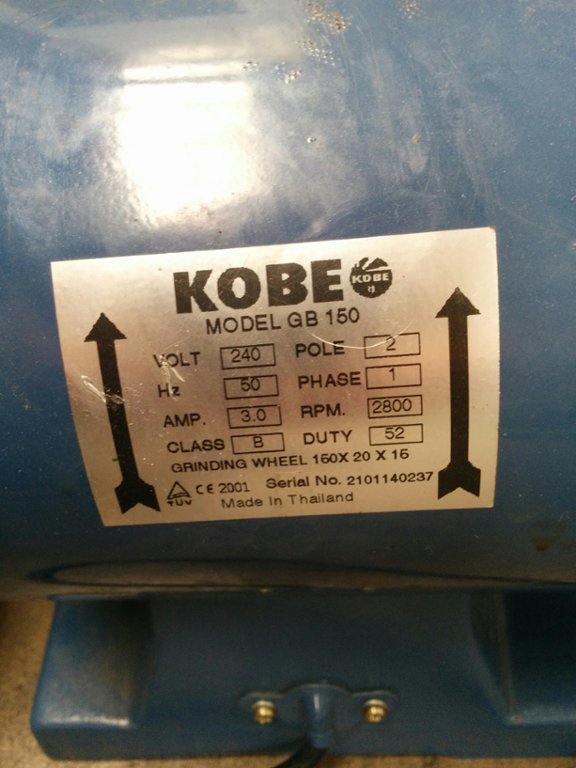 KOBE KOBE
MODEL GB 150
VOLT 240 POLE 2
Hz 50 PHASE 1
AMP. 3.0 RPM. 2800
CLASS B DUTY 52
GRINDING WHEEL 150X 20 X 15
TÜV CE 2001 Serial No. 2101140237
Made in Thailand